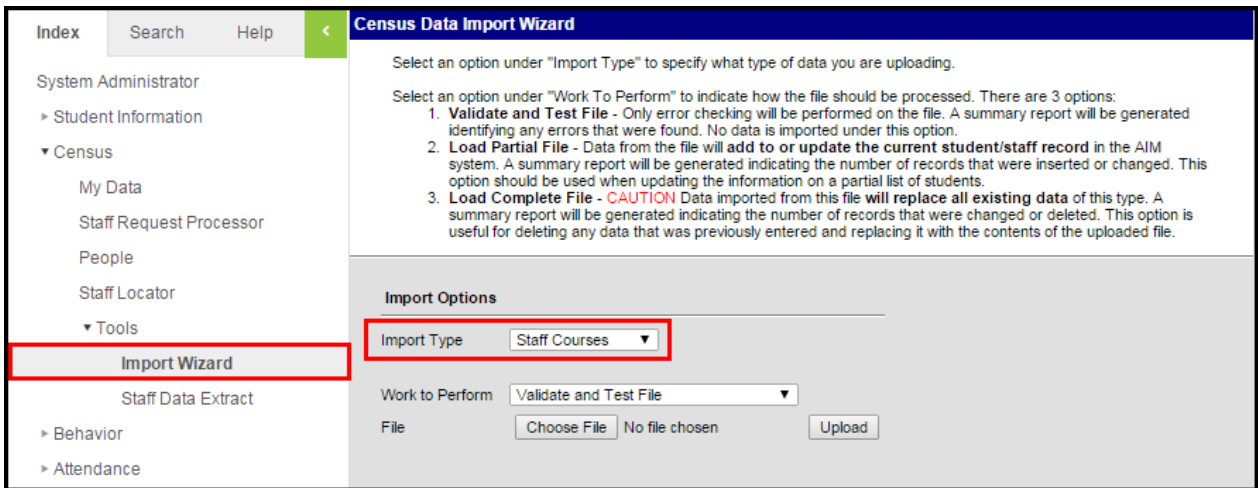 Index Search Help
System Administrator
Student Information
Census
My Data
Staff Request Processor
People
Staff Locator
Tools
Import Wizard
Staff Data Extract
Behavior
Attendance
Census Data Import Wizard
Select an option under "Import Type" to specify what type of data you are uploading.
Select an option under "Work To Perform" to indicate how the file should be processed. There are 3 options:
1. Validate and Test File - Only error checking will be performed on the file. A summary report will be generated
identifying any errors that were found. No data is imported under this option.
2. Load Partial File - Data from the file will add to or update the current student/staff record in the AIM
system. A summary report will be generated indicating the number of records that were inserted or changed. This
option should be used when updating the information on a partial list of students.
3. Load Complete File - CAUTION Data imported from this file will replace all existing data of this type. A
summary report will be generated indicating the number of records that were changed or deleted. This option is
useful for deleting any data that was previously entered and replacing it with the contents of the uploaded file.
Import Options
Import Type Staff Courses
Work to Perform Validate and Test File
File Choose File No file chosen Upload